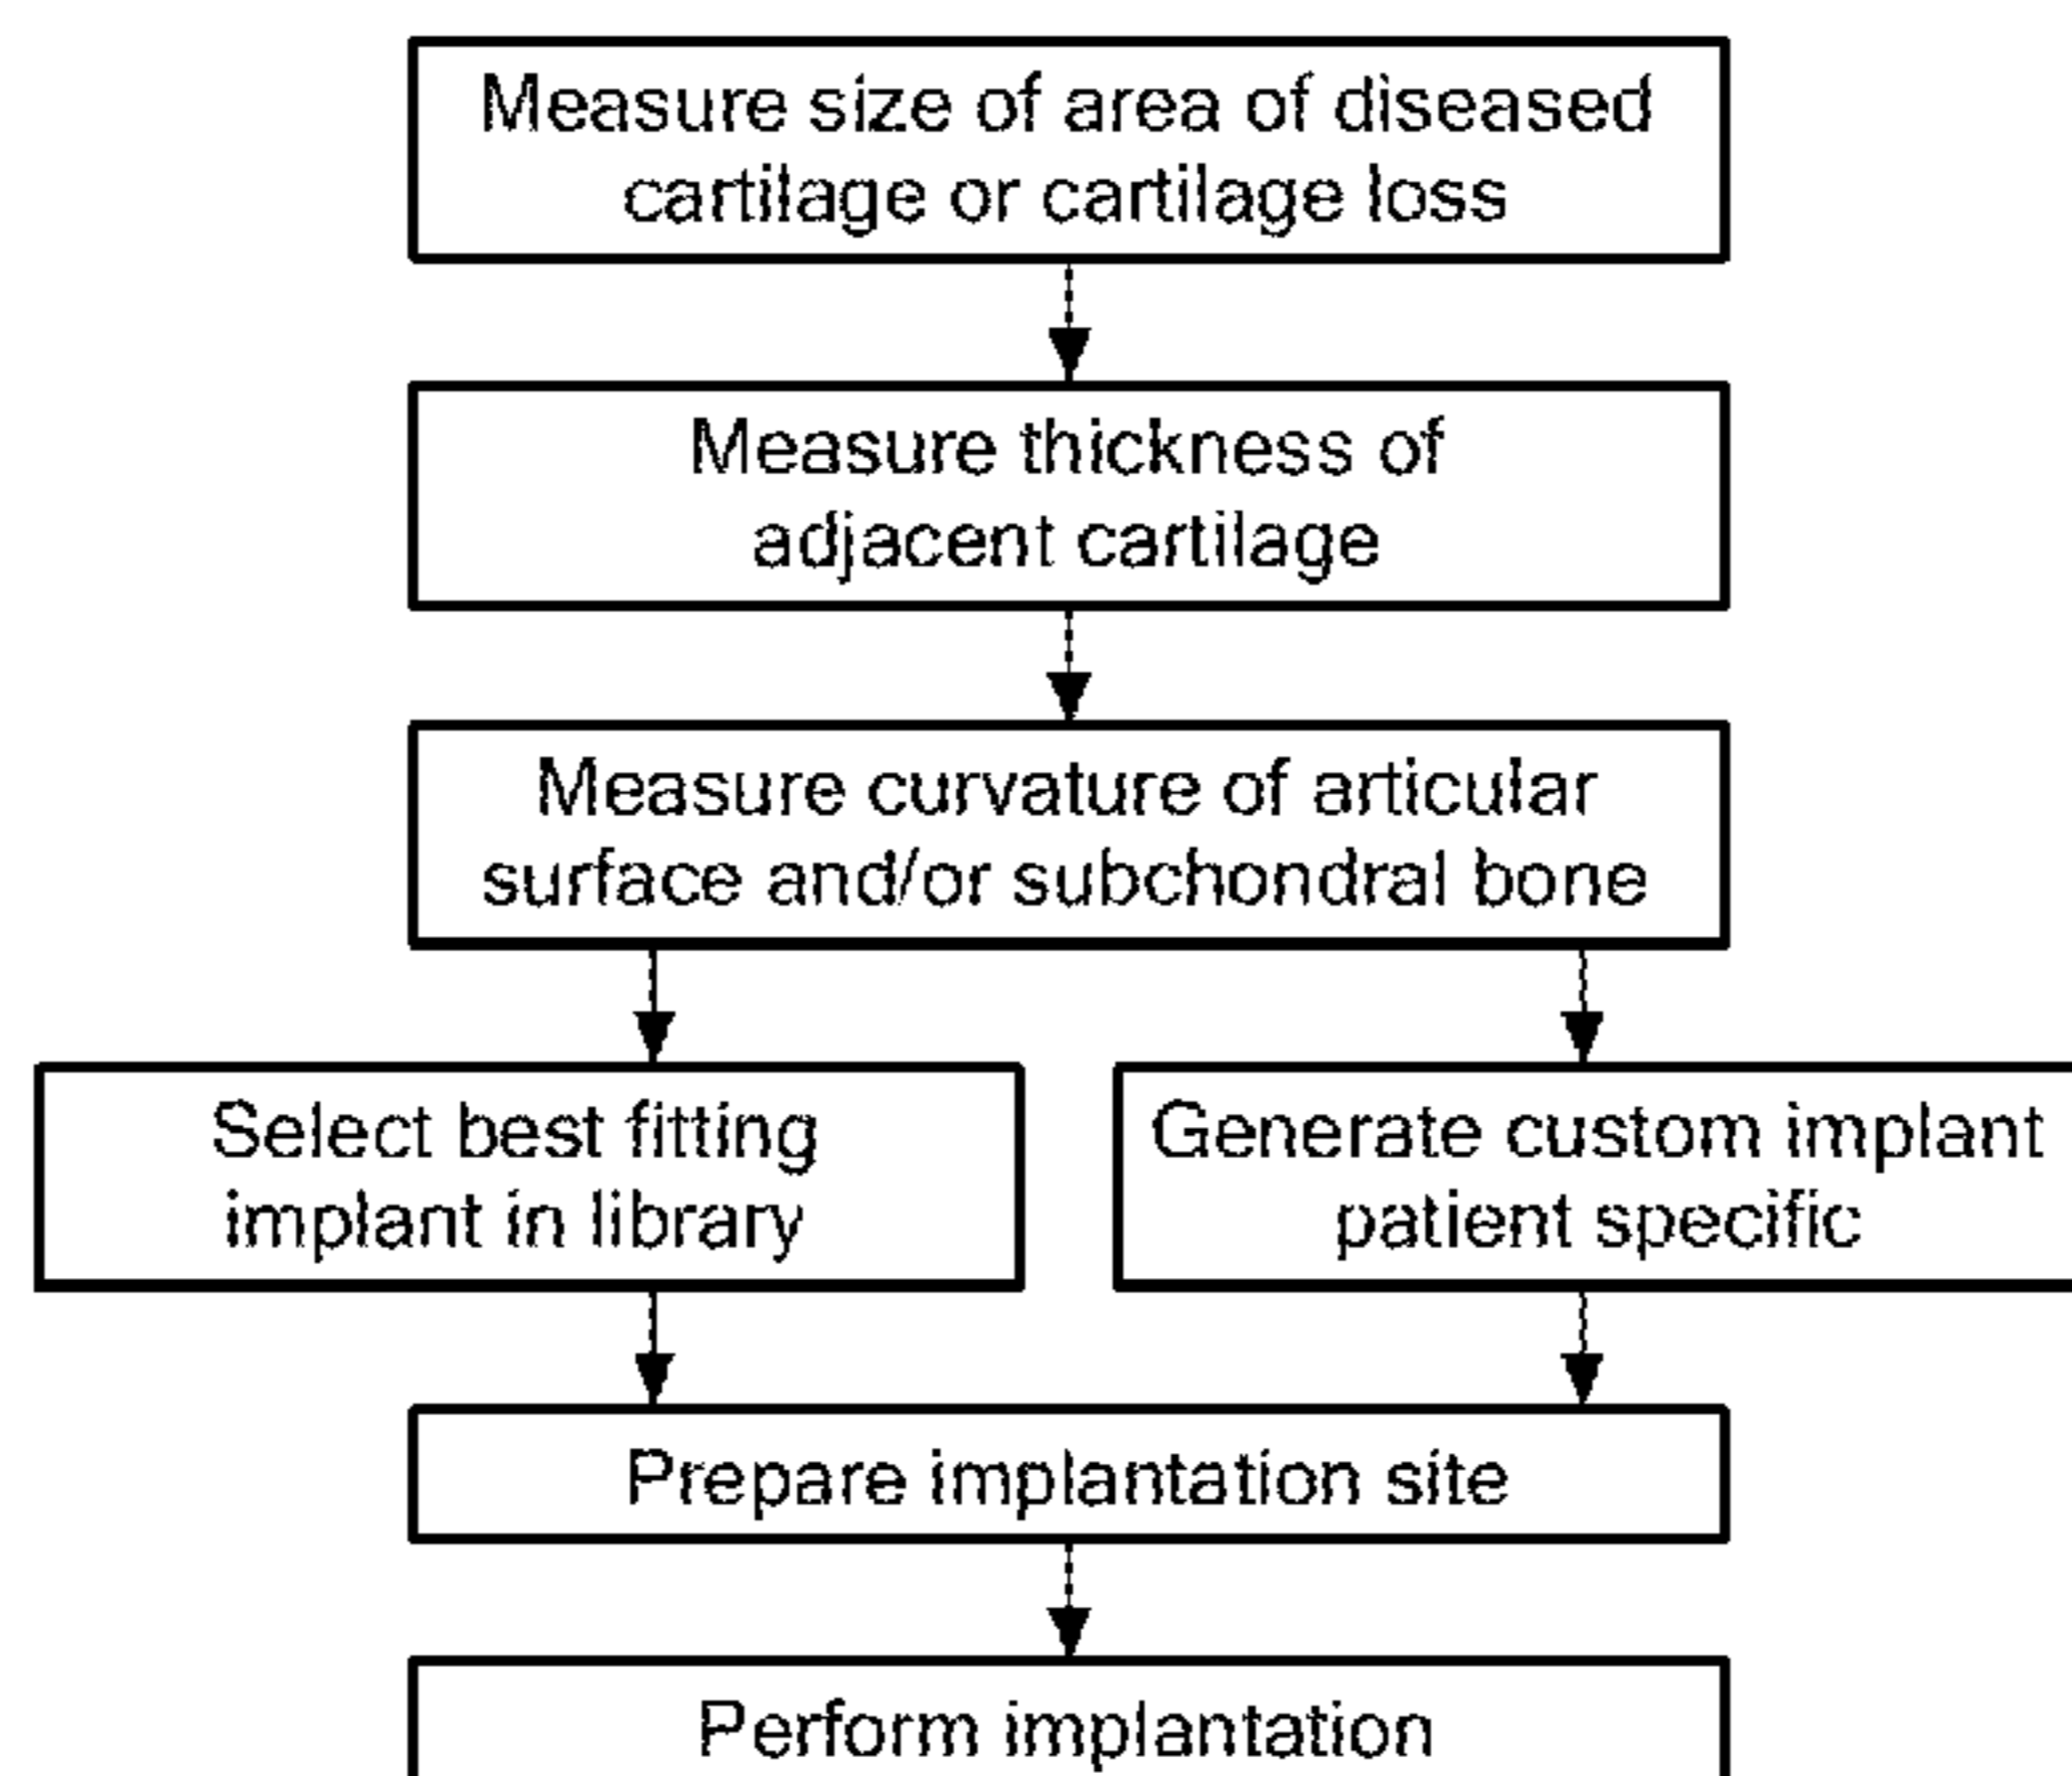 Measure size of area of diseased
cartilage or cartilage loss
Measure thickness of
adjacent cartilage
Measure curvature of articular
surface and/or subchondral bone
Select best fitting
implant in library
Generate custom implant
patient specific
Prepare implantation site
Perform implantation